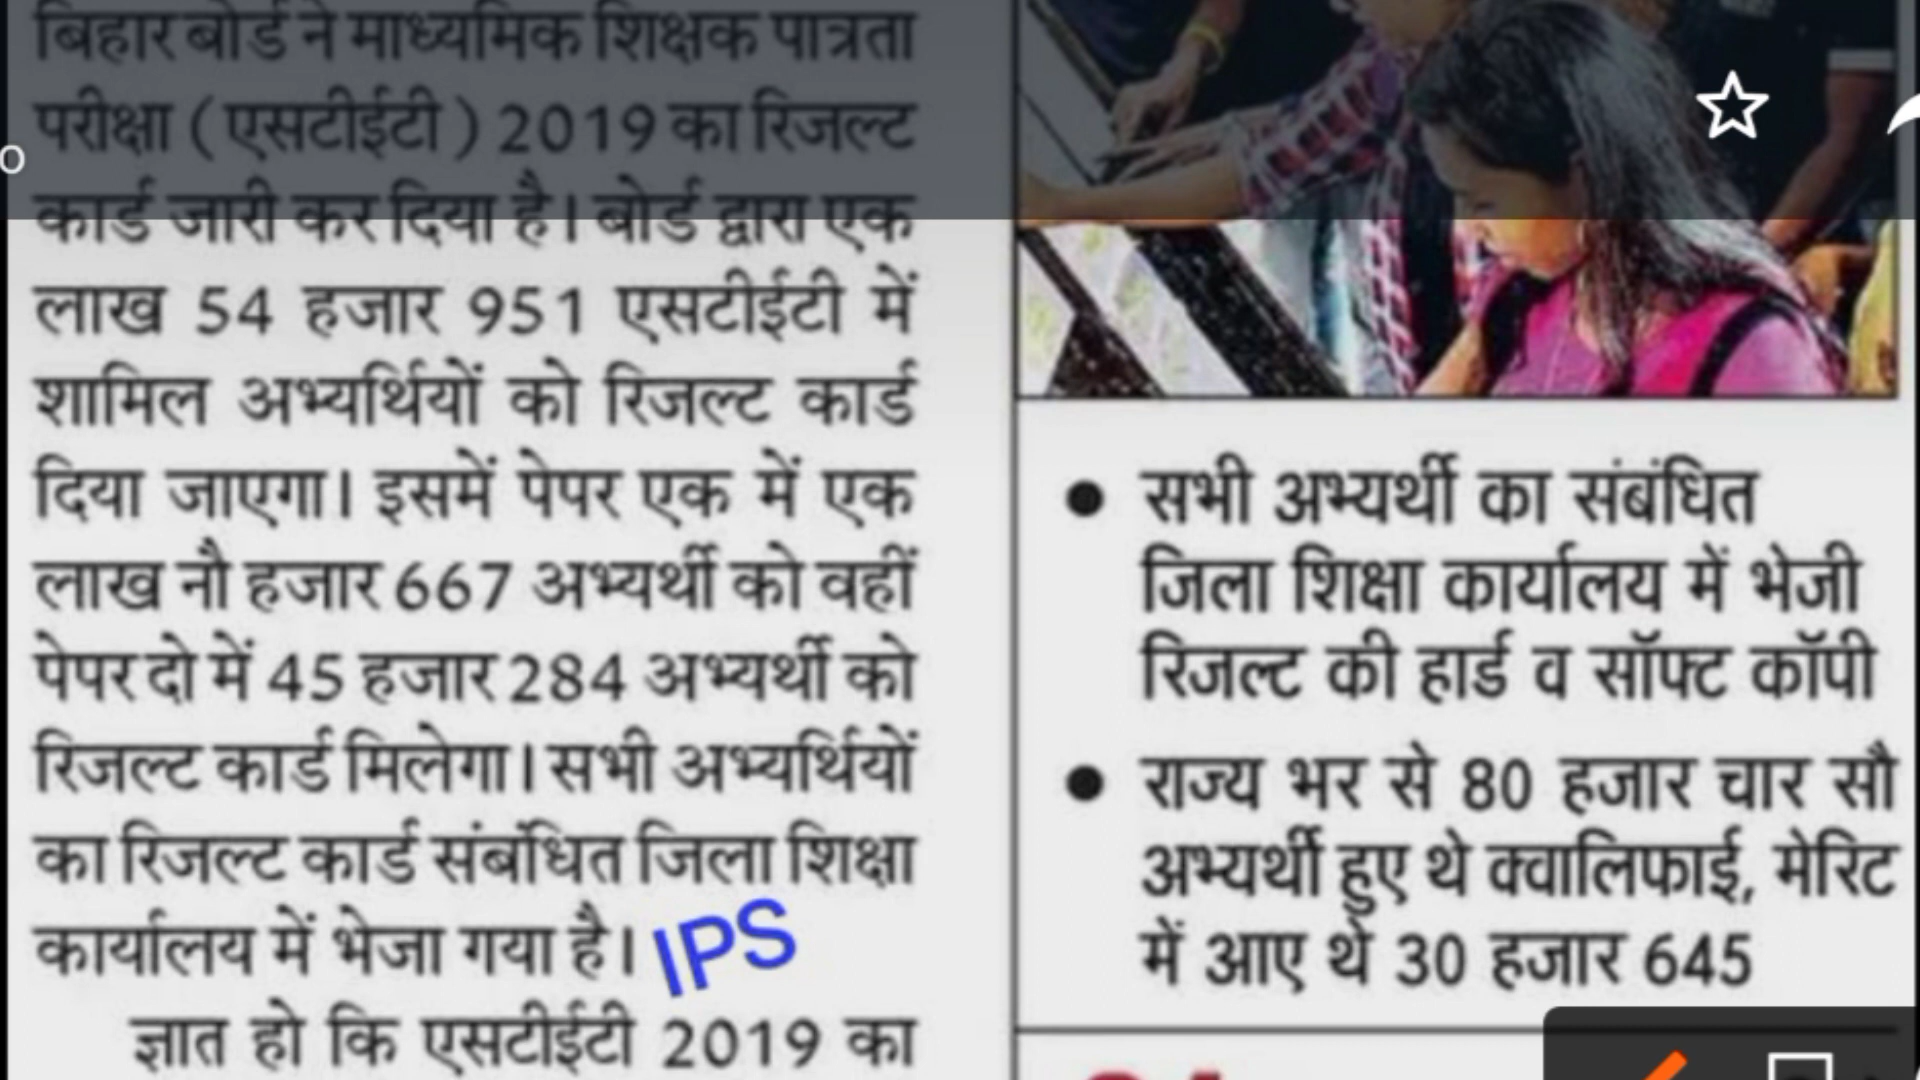 बिहार बोर्ड ने माध्यमिक शिक्षक पात्रता
परीक्षा ( एसटीईटी ) 2019 का रिजल्ट
कार्ड जारी कर दिया है। बोर्ड द्वारा एक
लाख 54 हजार 951 एसटीईटी में
शामिल अभ्यर्थियों को रिजल्ट कार्ड
दिया जाएगा। इसमें पेपर एक में एक
लाख नौ हजार 667 अभ्यर्थी को वहीं
पेपर दो में 45 हजार 284 अभ्यर्थी को
रिजल्ट कार्ड मिलेगा। सभी अभ्यर्थियों
का रिजल्ट कार्ड संबंधित जिला शिक्षा
कार्यालय में भेजा गया है। IPS
ज्ञात हो कि एसटीईटी 2019 का
• सभी अभ्यर्थी का संबंधित
जिला शिक्षा कार्यालय में भेजी
रिजल्ट की हार्ड व सॉफ्ट कॉपी
• राज्य भर से 80 हजार चार सौ
अभ्यर्थी हुए थे क्वालिफाई, मेरिट
में आए थे 30 हजार 645